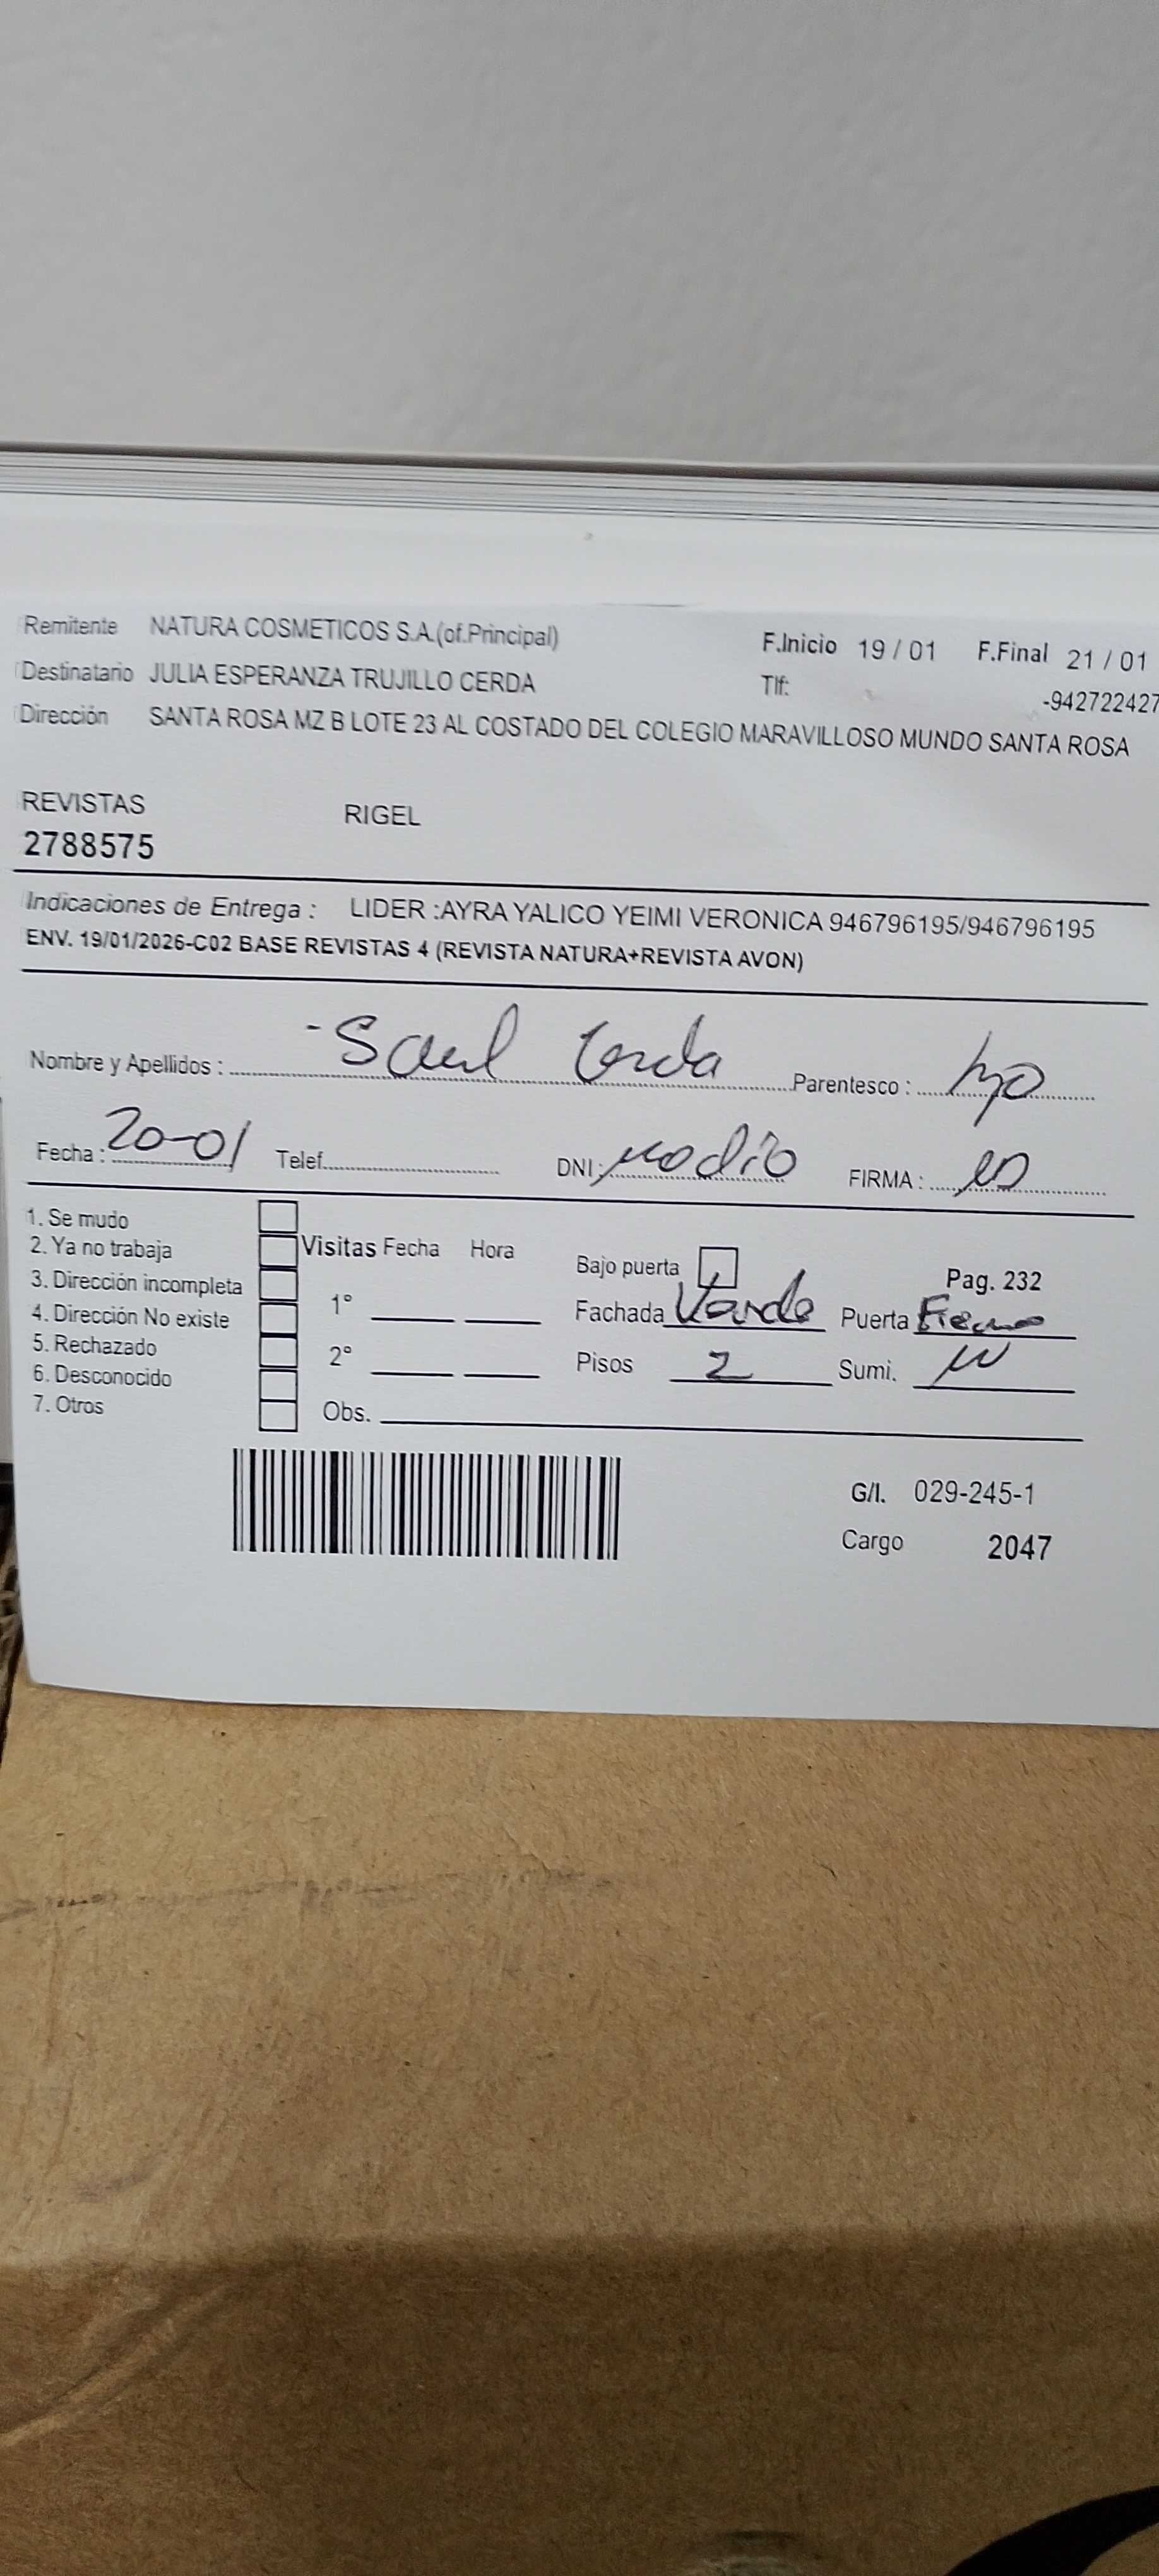 Remitente NATURA COSMETICOS S.A.(of.Principal) F.Inicio 19 / 01 F.Final 21 / 01
Destinatario JULIA ESPERANZA TRUJILLO CERDA Tlf: -942722427
Dirección SANTA ROSA MZ B LOTE 23 AL COSTADO DEL COLEGIO MARAVILLOSO MUNDO SANTA ROSA
REVISTAS RIGEL
2788575
Indicaciones de Entrega : LIDER :AYRA YALICO YEIMI VERONICA 946796195/946796195
ENV. 19/01/2026-C02 BASE REVISTAS 4 (REVISTA NATURA+REVISTA AVON)
Nombre y Apellidos : -Saul Cerda Parentesco :
Fecha : 20-01 Telef. DNI : no dio FIRMA :
1. Se mudo
2. Ya no trabaja Visitas Fecha Hora Bajo puerta
3. Dirección incompleta 1° Fachada Verde Puerta Pag. 232
4. Dirección No existe
5. Rechazado 2° Pisos 2 Sumi.
6. Desconocido
7. Otros Obs.
G/I. 029-245-1
Cargo 2047